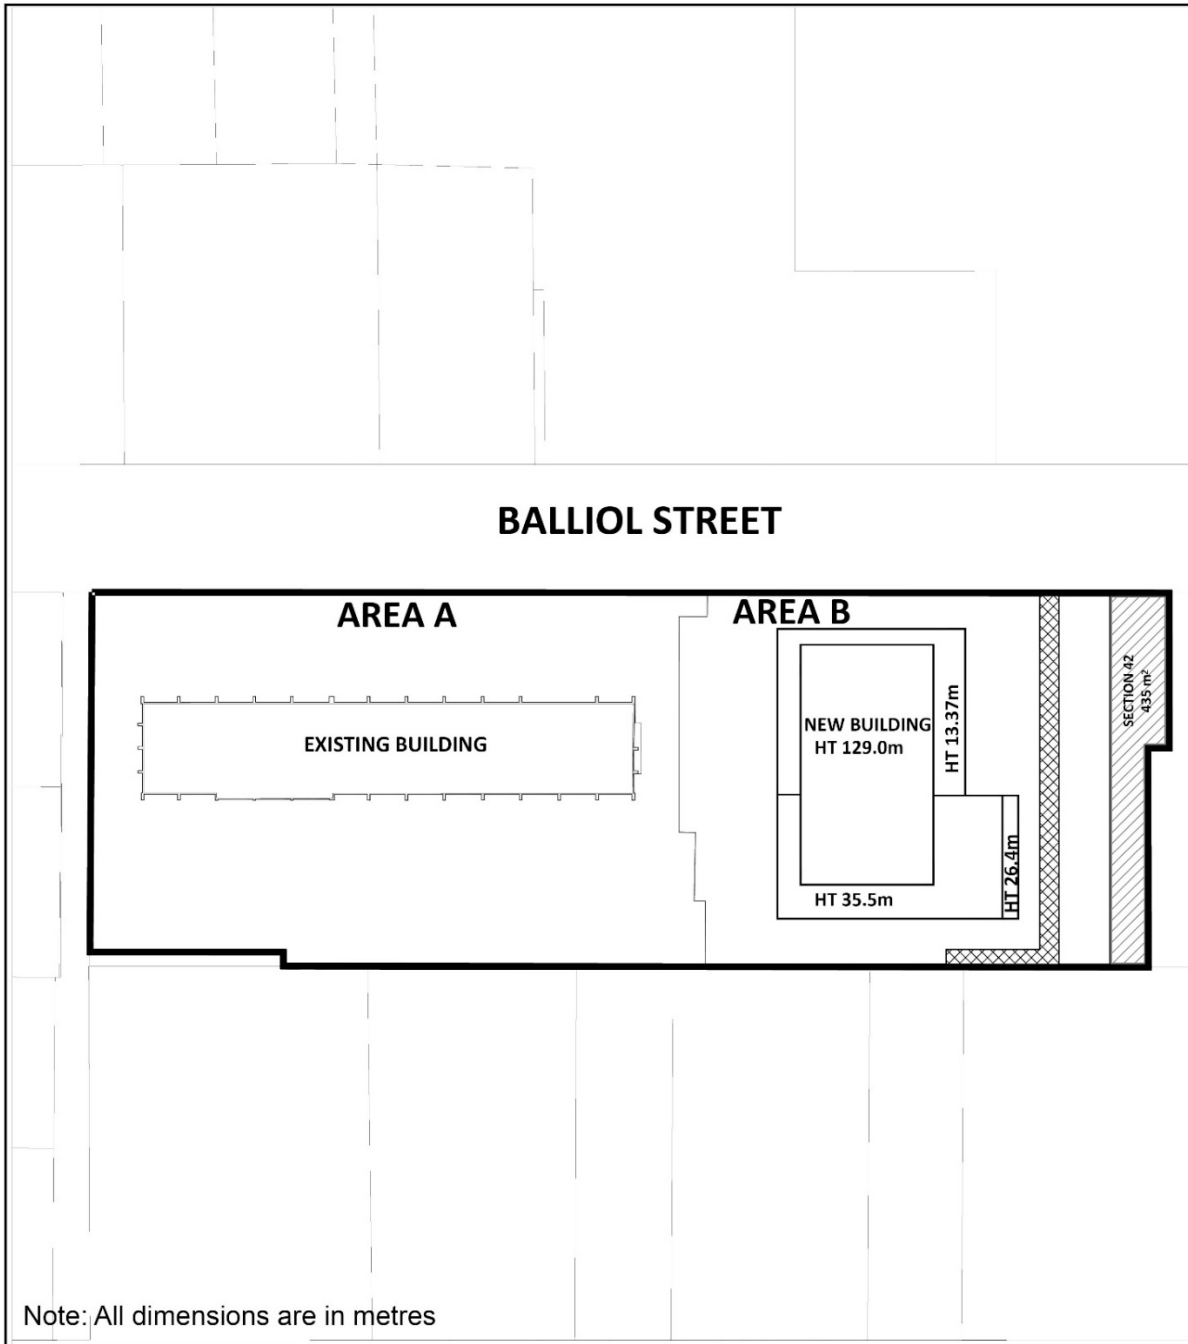 BALLIOL STREET
AREA A
AREA B
EXISTING BUILDING
NEW BUILDING
HT 129.0m
HT 13.37m
HT 35.5m
HT 26.4m
SECTION 42
435 m²
Note: All dimensions are in metres